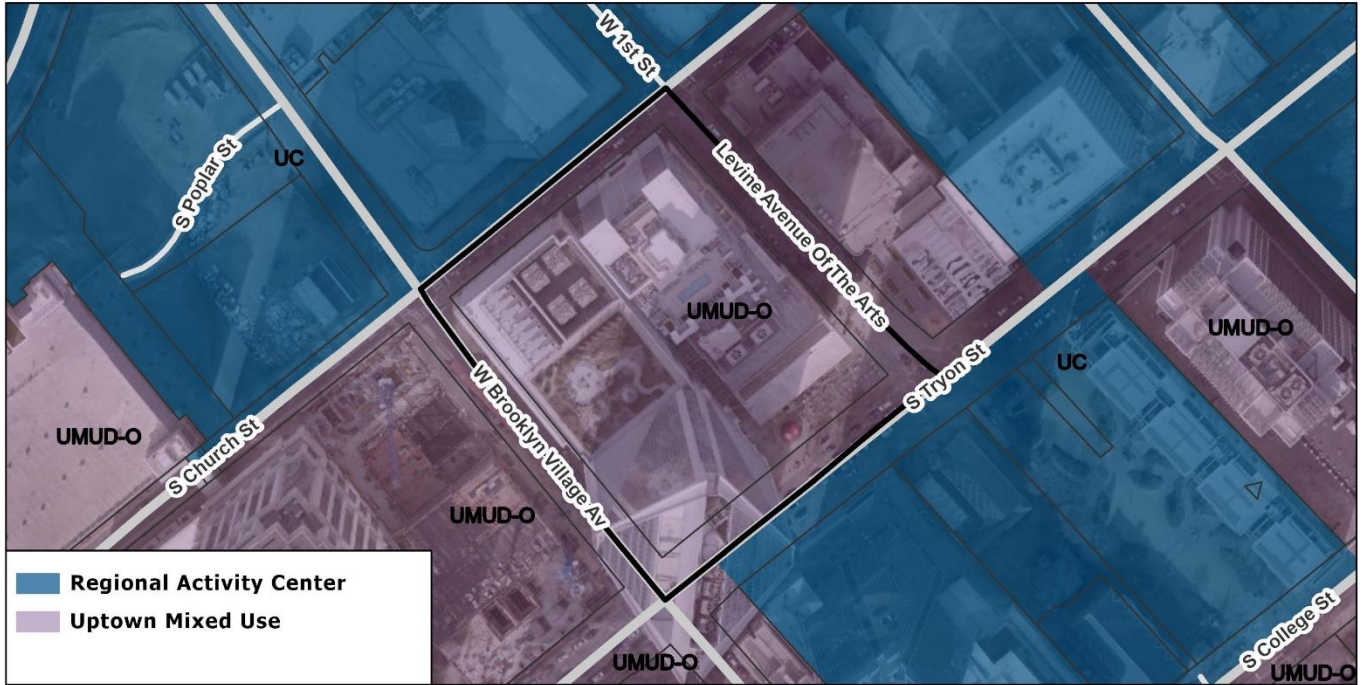 W 1st St
S Poplar St
UC
Levine Avenue Of The Arts
UMUD-O
UMUD-O
S Tryon St
UC
UMUD-O
S Church St
W Brooklyn Village Av
UMUD-O
Regional Activity Center
Uptown Mixed Use
S College St
UMUD-O
UMUD-O